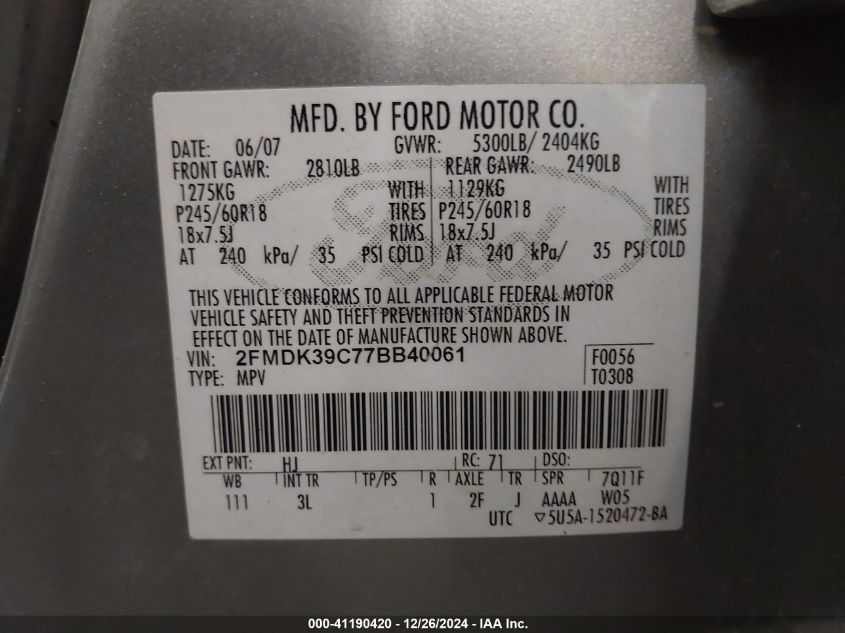 MFD. BY FORD MOTOR CO.
DATE: 06/07 GVWR: 5300LB/ 2404KG
FRONT GAWR: 2810LB REAR GAWR: 2490LB
1275KG WITH 1129KG WITH
P245/60R18 TIRES P245/60R18 TIRES
18x7.5J RIMS 18x7.5J RIMS
AT 240 kPa/ 35 PSI COLD AT 240 kPa/ 35 PSI COLD
Ford
THIS VEHICLE CONFORMS TO ALL APPLICABLE FEDERAL MOTOR
VEHICLE SAFETY AND THEFT PREVENTION STANDARDS IN
EFFECT ON THE DATE OF MANUFACTURE SHOWN ABOVE.
VIN: 2FMDK39C77BB40061 F0056
TYPE: MPV T0308
EXT PNT: HJ RC: 71 DSO:
WB INT TR TP/PS R AXLE TR SPR 7Q11F
111 3L 1 2F J AAAA W05
UTC ▽5U5A-1520472-BA
000-41190420 - 12/26/2024 - IAA Inc.